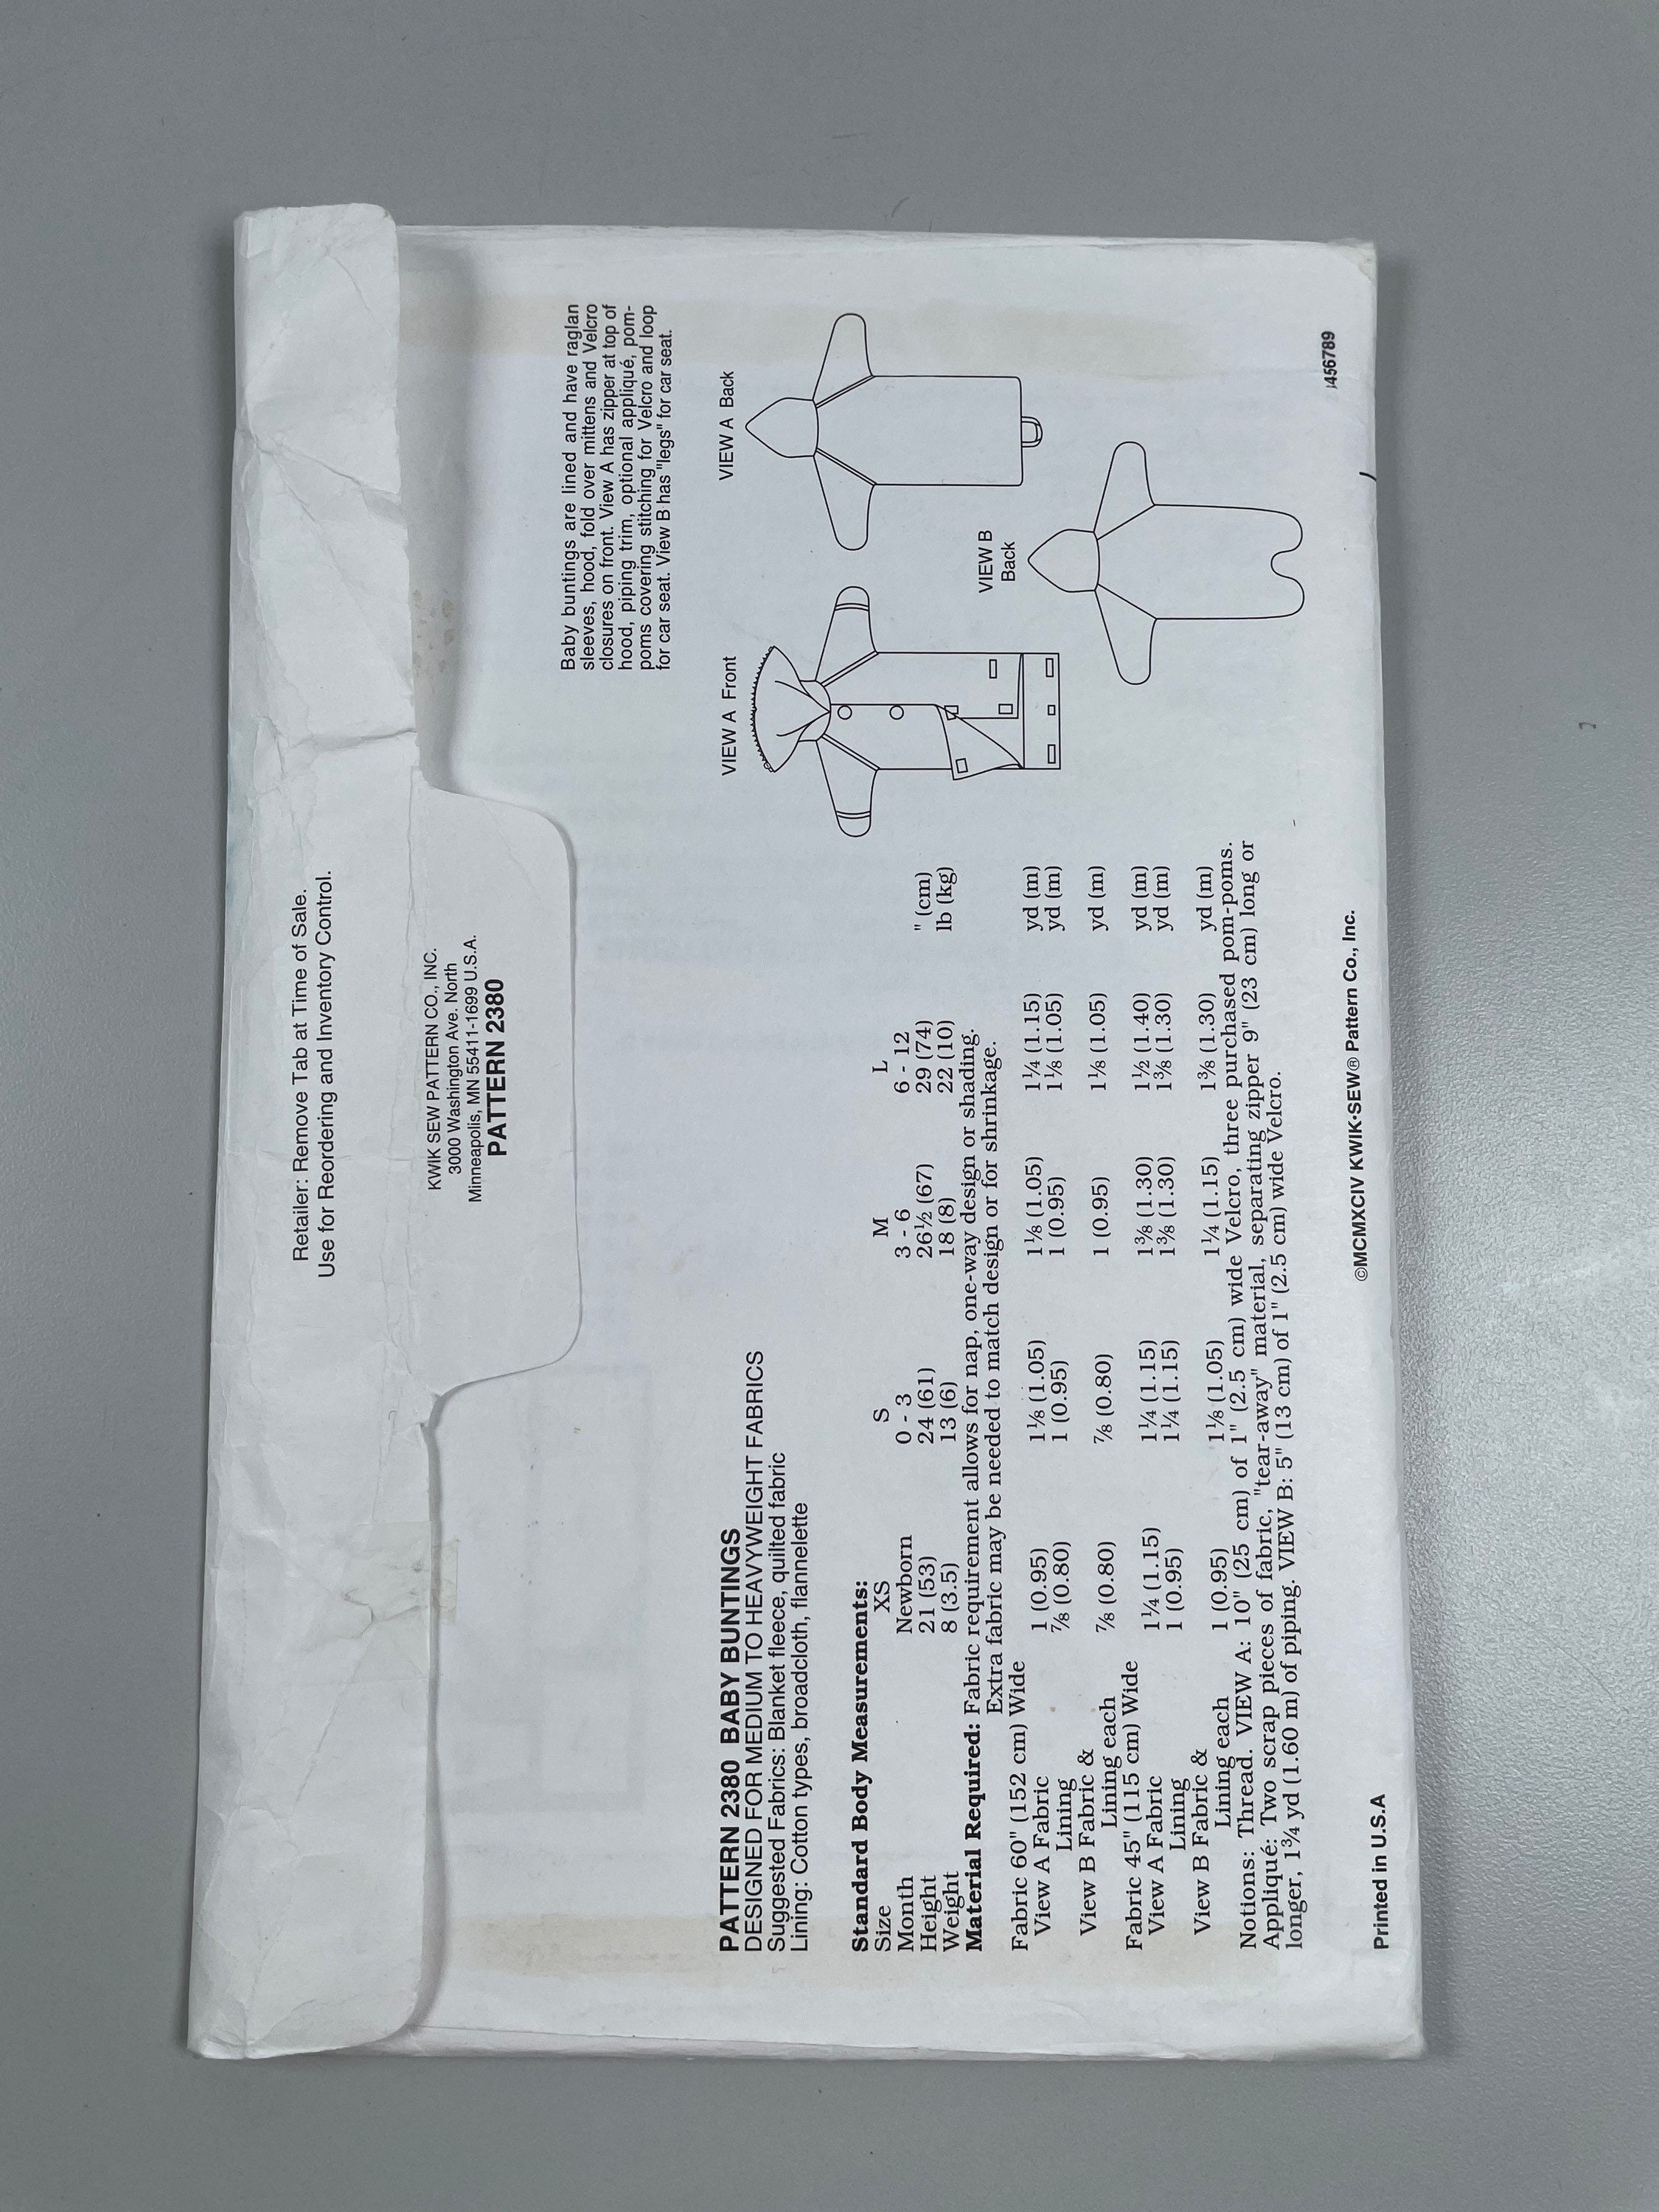 Retailer: Remove Tab at Time of Sale.
Use for Reordering and Inventory Control.
KWIK SEW PATTERN CO., INC.
3000 Washington Ave. North
Minneapolis, MN 55411-1699 U.S.A.
PATTERN 2380
Baby buntings are lined and have raglan
sleeves, hood, fold over mittens and Velcro
closures on front. View A has zipper at top of
hood, piping trim, optional appliqué, pom-
poms covering stitching for Velcro and loop
for car seat. View B has "legs" for car seat.
PATTERN 2380 BABY BUNTINGS
DESIGNED FOR MEDIUM TO HEAVYWEIGHT FABRICS
Suggested Fabrics: Blanket fleece, quilted fabric
Lining: Cotton types, broadcloth, flannelette
VIEW A Front
VIEW A Back
VIEW B
Back
Standard Body Measurements:
Size XS S M L
Month Newborn 0 - 3 3 - 6 6 - 12
Height 21 (53) 24 (61) 26½ (67) 29 (74) " (cm)
Weight 8 (3.5) 13 (6) 18 (8) 22 (10) lb (kg)
Material Required: Fabric requirement allows for nap, one-way design or shading.
Extra fabric may be needed to match design or for shrinkage.
Fabric 60" (152 cm) Wide
View A Fabric 1 (0.95) 1⅛ (1.05) 1⅛ (1.05) 1¼ (1.15) yd (m)
Lining ⅞ (0.80) 1 (0.95) 1 (0.95) 1⅛ (1.05) yd (m)
View B Fabric &
Lining each ⅞ (0.80) ⅞ (0.80) 1 (0.95) 1⅛ (1.05) yd (m)
Fabric 45" (115 cm) Wide
View A Fabric 1¼ (1.15) 1¼ (1.15) 1⅜ (1.30) 1½ (1.40) yd (m)
Lining 1 (0.95) 1¼ (1.15) 1⅜ (1.30) 1⅜ (1.30) yd (m)
View B Fabric &
Lining each 1 (0.95) 1⅛ (1.05) 1¼ (1.15) 1⅜ (1.30) yd (m)
Notions: Thread. VIEW A: 10" (25 cm) of 1" (2.5 cm) wide Velcro, three purchased pom-poms.
Appliqué: Two scrap pieces of fabric, "tear-away" material, separating zipper 9" (23 cm) long or
longer, 1¾ yd (1.60 m) of piping. VIEW B: 5" (13 cm) of 1" (2.5 cm) wide Velcro.
456789
Printed in U.S.A
©MCMXCIV KWIK•SEW® Pattern Co., Inc.